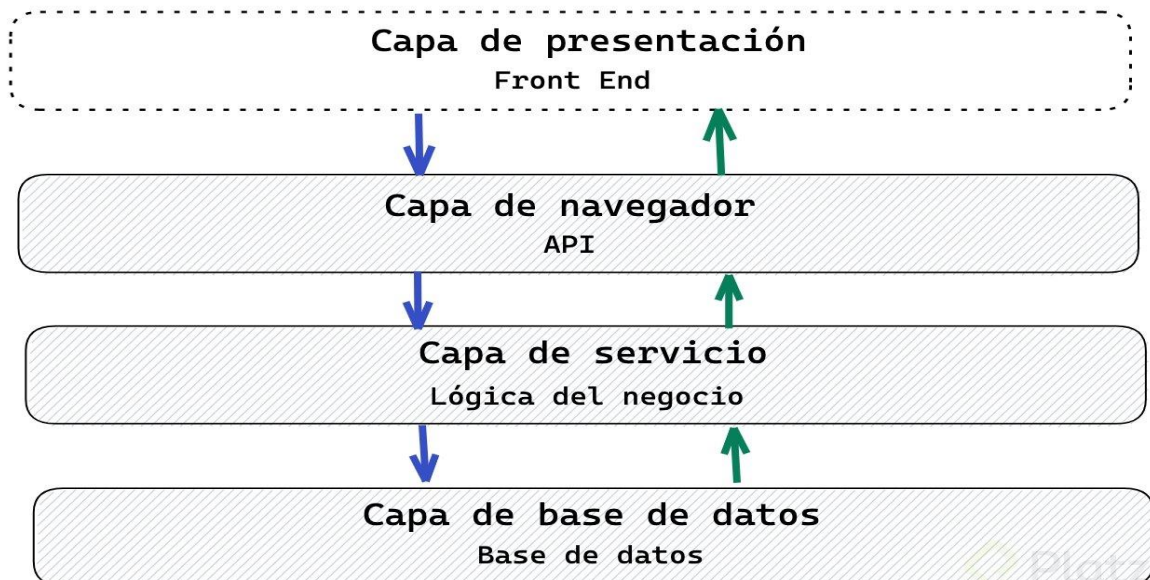 Capa de presentación
Front End
Capa de navegador
API
Capa de servicio
Lógica del negocio
Capa de base de datos
Base de datos